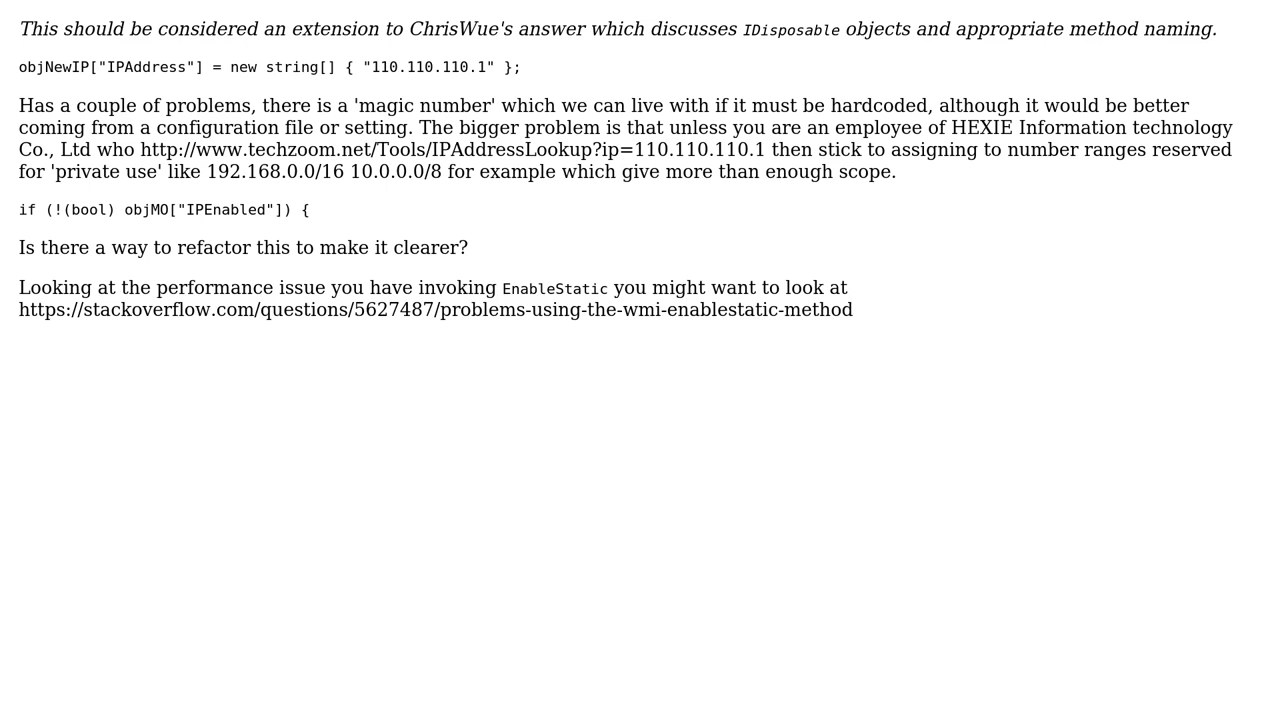 This should be considered an extension to ChrisWue's answer which discusses IDisposable objects and appropriate method naming.
objNewIP["IPAddress"] = new string[] { "110.110.110.1" };
Has a couple of problems, there is a 'magic number' which we can live with if it must be hardcoded, although it would be better
coming from a configuration file or setting. The bigger problem is that unless you are an employee of HEXIE Information technology
Co., Ltd who http://www.techzoom.net/Tools/IPAddressLookup?ip=110.110.110.1 then stick to assigning to number ranges reserved
for 'private use' like 192.168.0.0/16 10.0.0.0/8 for example which give more than enough scope.
if (!(bool) objMO["IPEnabled"]) {
Is there a way to refactor this to make it clearer?
Looking at the performance issue you have invoking EnableStatic you might want to look at
https://stackoverflow.com/questions/5627487/problems-using-the-wmi-enablestatic-method